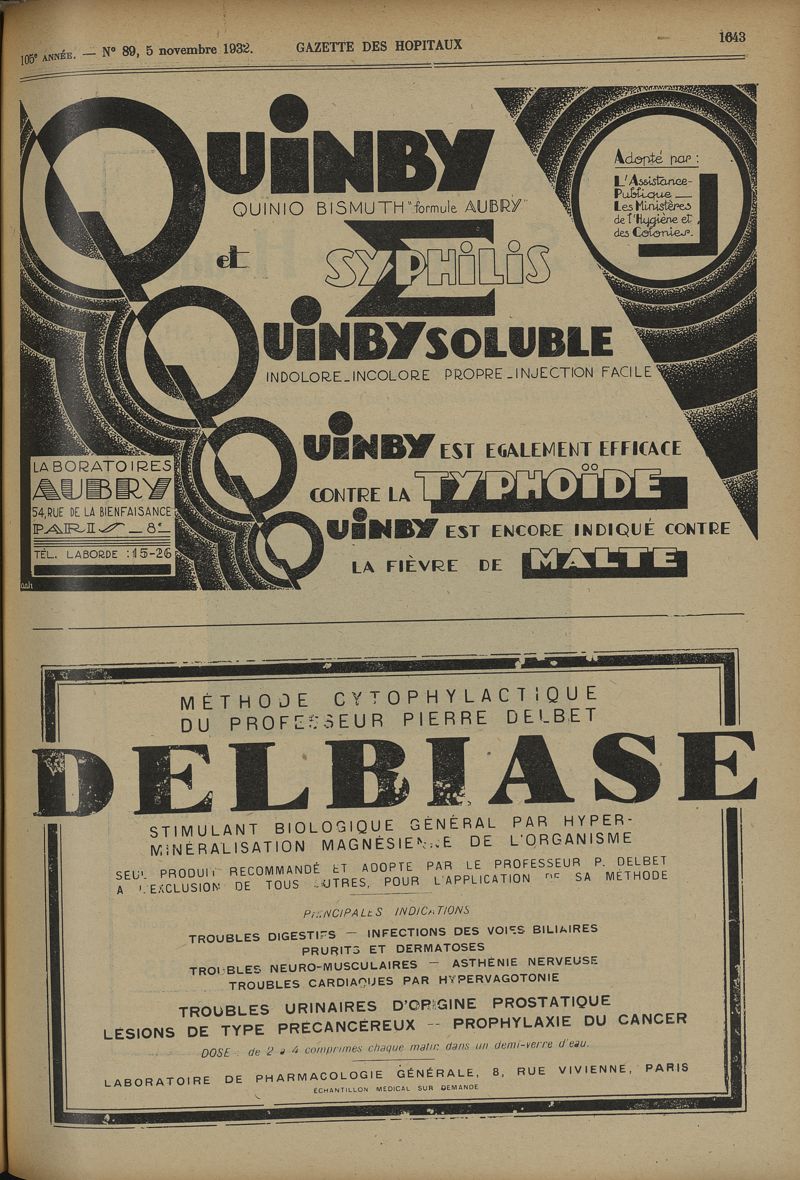 105e ANNÉE. — N° 89, 5 novembre 1932. GAZETTE DES HOPITAUX 1643
QUINBY
QUINIO BISMUTH "formule AUBRY"
et SYPHILIS
QUINBY SOLUBLE
INDOLORE_INCOLORE PROPRE_INJECTION FACILE
Adopté par :
L'Assistance-
Publique_
Les Ministères
de l'Hygiène et
des Colonies.
QUINBY EST EGALEMENT EFFICACE
CONTRE LA TYPHOÏDE
QUINBY EST ENCORE INDIQUÉ CONTRE
LA FIÈVRE DE MALTE
LABORATOIRES
AUBRY
54, RUE DE LA BIENFAISANCE
PARIS _ 8e
TÉL. LABORDE : 15-26
MÉTHODE CYTOPHYLACTIQUE
DU PROFESSEUR PIERRE DELBET
DELBIASE
STIMULANT BIOLOGIQUE GÉNÉRAL PAR HYPER-
MINÉRALISATION MAGNÉSIENNE DE L'ORGANISME
SEUL PRODUIT RECOMMANDÉ ET ADOPTE PAR LE PROFESSEUR P. DELBET
A L'EXCLUSION DE TOUS AUTRES, POUR L'APPLICATION DE SA MÉTHODE
PRINCIPALES INDICATIONS
TROUBLES DIGESTIFS — INFECTIONS DES VOIES BILIAIRES
PRURITS ET DERMATOSES
TROUBLES NEURO-MUSCULAIRES — ASTHÉNIE NERVEUSE
TROUBLES CARDIAQUES PAR HYPERVAGOTONIE
TROUBLES URINAIRES D'ORIGINE PROSTATIQUE
LESIONS DE TYPE PRÉCANCÉREUX — PROPHYLAXIE DU CANCER
DOSE : de 2 a 4 comprimés chaque matin dans un demi-verre d'eau.
LABORATOIRE DE PHARMACOLOGIE GÉNÉRALE, 8, RUE VIVIENNE, PARIS
ÉCHANTILLON MÉDICAL SUR DEMANDE